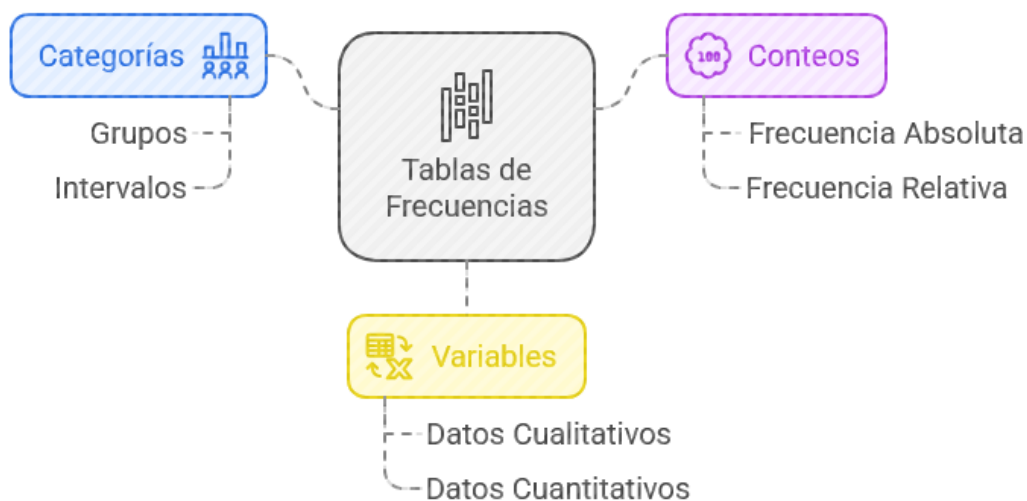 Categorías
Grupos
Intervalos
Tablas de
Frecuencias
100
Conteos
Frecuencia Absoluta
Frecuencia Relativa
Variables
Datos Cualitativos
Datos Cuantitativos